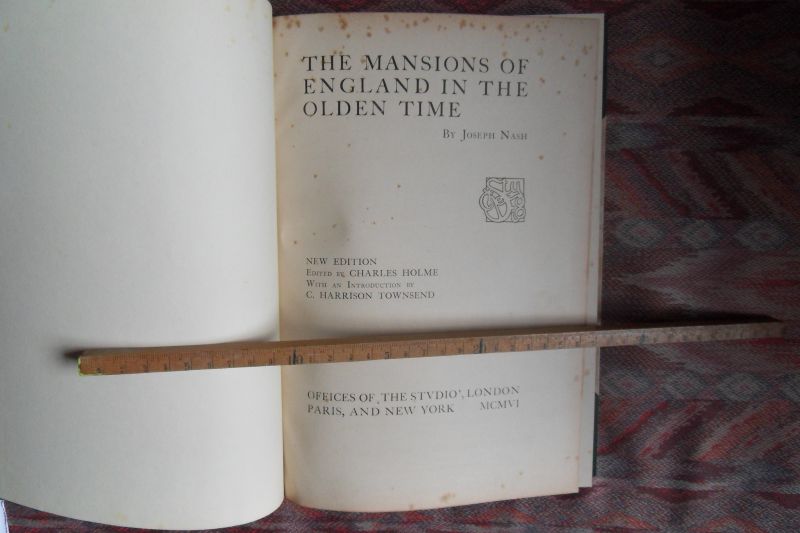 THE MANSIONS OF
ENGLAND IN THE
OLDEN TIME
BY JOSEPH NASH
NEW EDITION
EDITED BY CHARLES HOLME
WITH AN INTRODUCTION BY
C. HARRISON TOWNSEND
OFFICES OF 'THE STVDIO', LONDON
PARIS, AND NEW YORK MCMVI